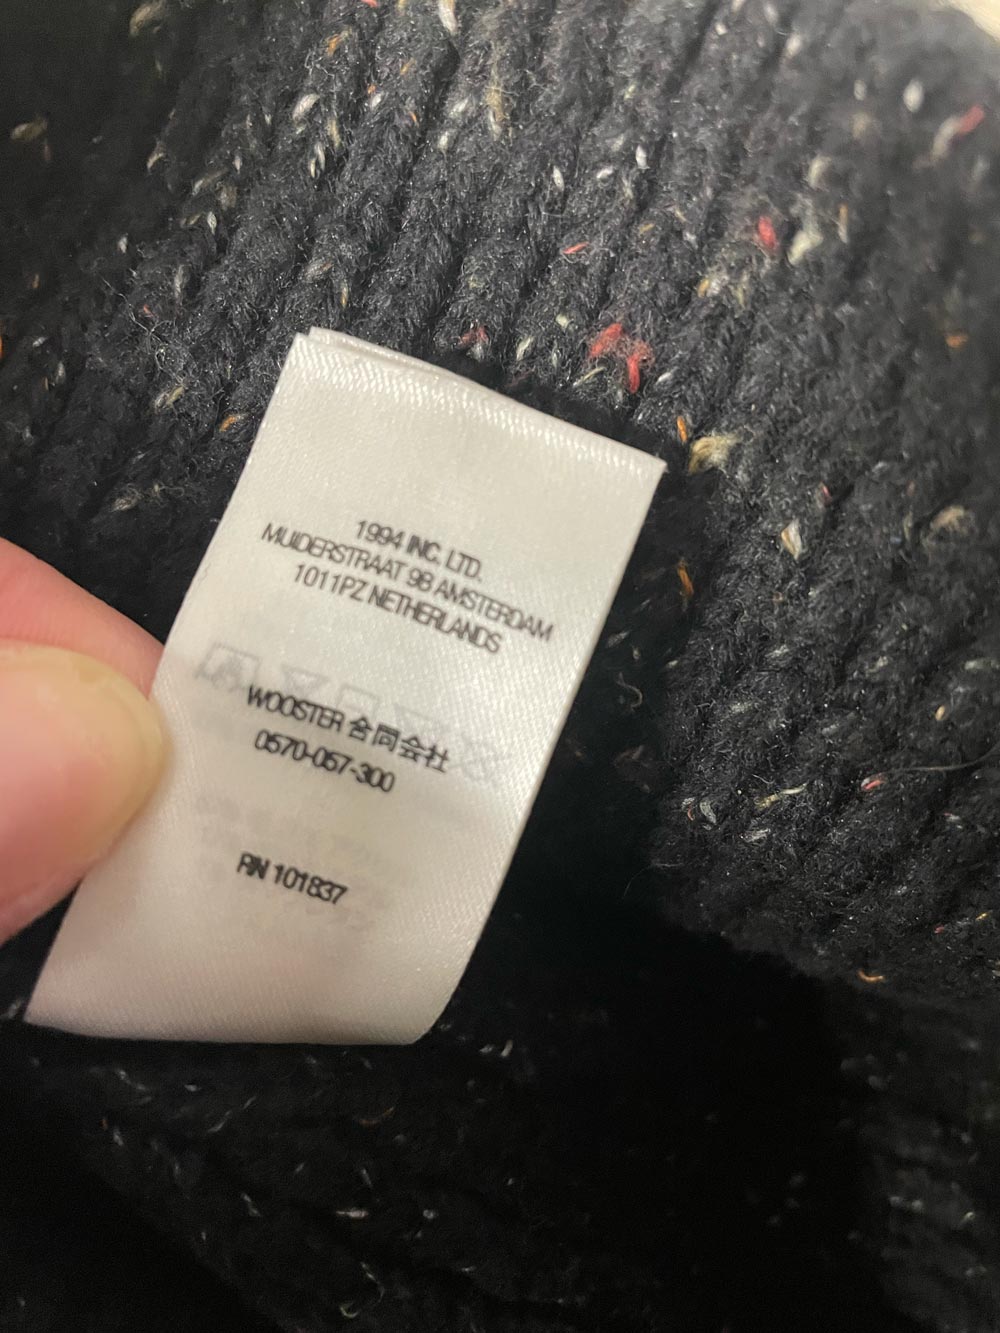 1994 INC. LTD.
MUIDERSTRAAT 9B AMSTERDAM
1011PZ NETHERLANDS
WOOSTER 合同会社
0570-057-300
RN 101837